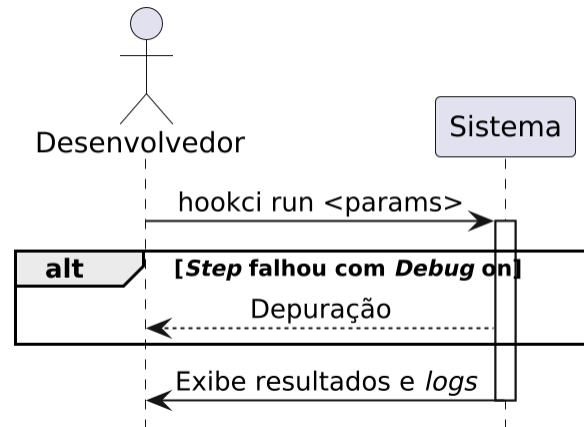 Desenvolvedor
Sistema
hookci run <params>
alt
[Step falhou com Debug on]
Depuração
Exibe resultados e logs